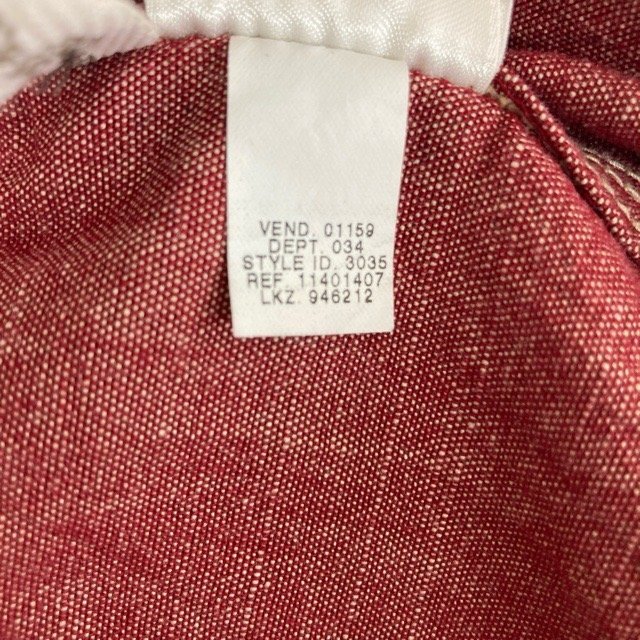 VEND. 01159
DEPT. 034
STYLE ID. 3035
REF. 11401407
LKZ. 946212